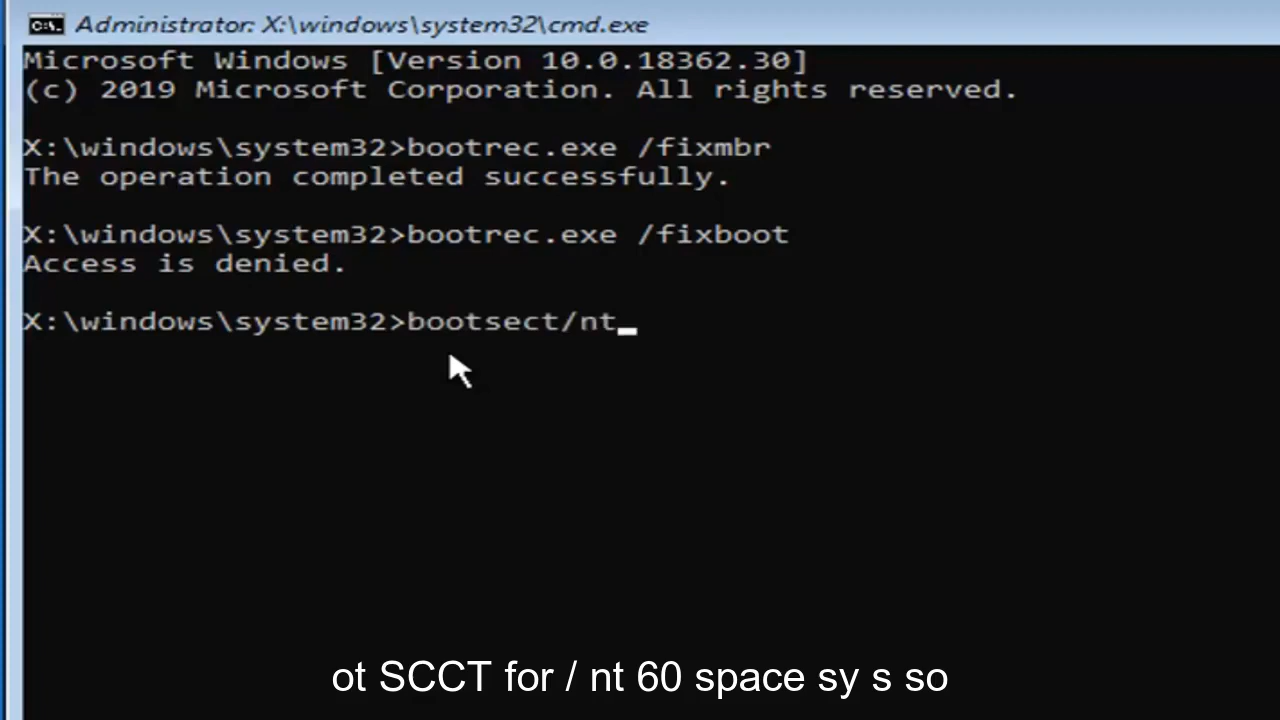 Administrator: X:\windows\system32\cmd.exe
Microsoft Windows [Version 10.0.18362.30]
(c) 2019 Microsoft Corporation. All rights reserved.
X:\windows\system32>bootrec.exe /fixmbr
The operation completed successfully.
X:\windows\system32>bootrec.exe /fixboot
Access is denied.
X:\windows\system32>bootsect/nt_
ot SCCT for / nt 60 space sy s so